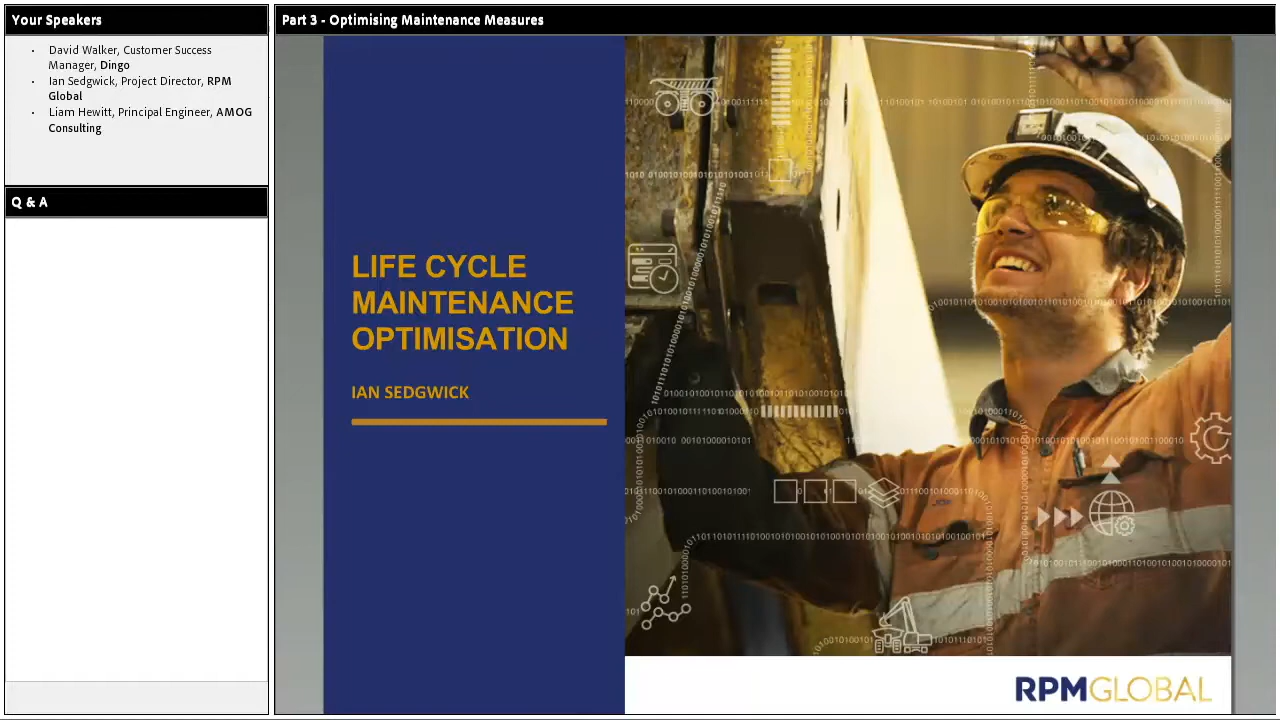 Your Speakers
• David Walker, Customer Success
Manager, Dingo
• Ian Sedgwick, Project Director, RPM
Global
• Liam Hewitt, Principal Engineer, AMOG
Consulting
Q & A
Part 3 - Optimising Maintenance Measures
LIFE CYCLE
MAINTENANCE
OPTIMISATION
IAN SEDGWICK
RPMGLOBAL